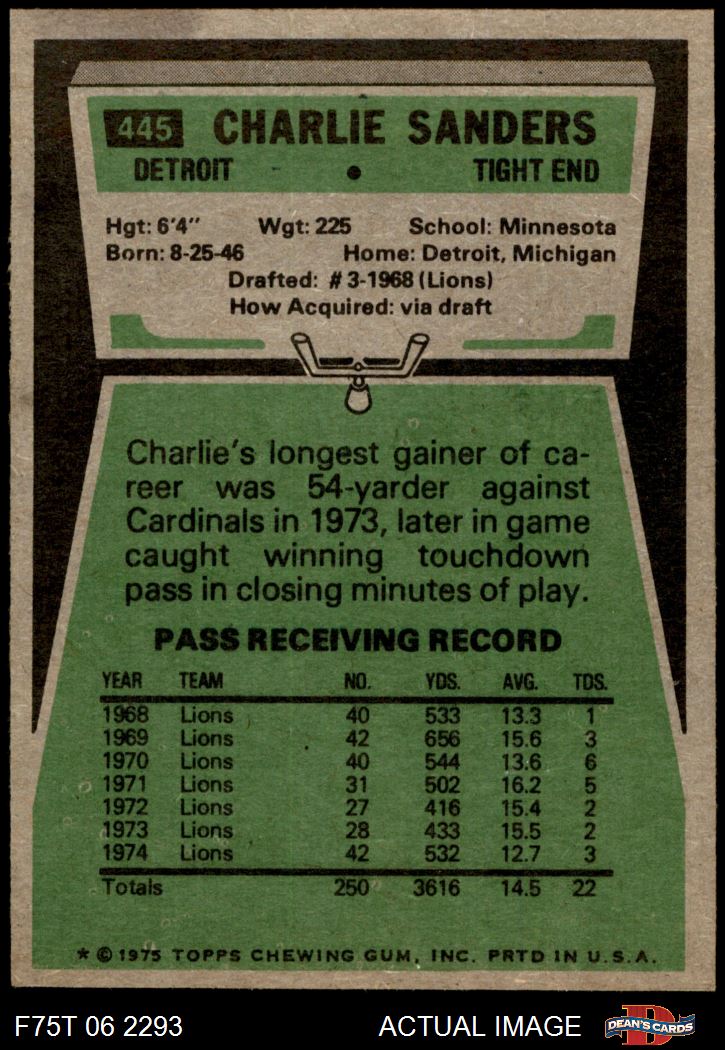 445 CHARLIE SANDERS
DETROIT • TIGHT END
Hgt: 6'4" Wgt: 225 School: Minnesota
Born: 8-25-46 Home: Detroit, Michigan
Drafted: #3-1968 (Lions)
How Acquired: via draft
Charlie's longest gainer of ca-
reer was 54-yarder against
Cardinals in 1973, later in game
caught winning touchdown
pass in closing minutes of play.
PASS RECEIVING RECORD
YEAR TEAM NO. YDS. AVG. TDS.
1968 Lions 40 533 13.3 1
1969 Lions 42 656 15.6 3
1970 Lions 40 544 13.6 6
1971 Lions 31 502 16.2 5
1972 Lions 27 416 15.4 2
1973 Lions 28 433 15.5 2
1974 Lions 42 532 12.7 3
Totals 250 3616 14.5 22
* © 1975 TOPPS CHEWING GUM, INC. PRTD IN U.S.A.
F75T 06 2293 ACTUAL IMAGE D DEAN'S CARDS